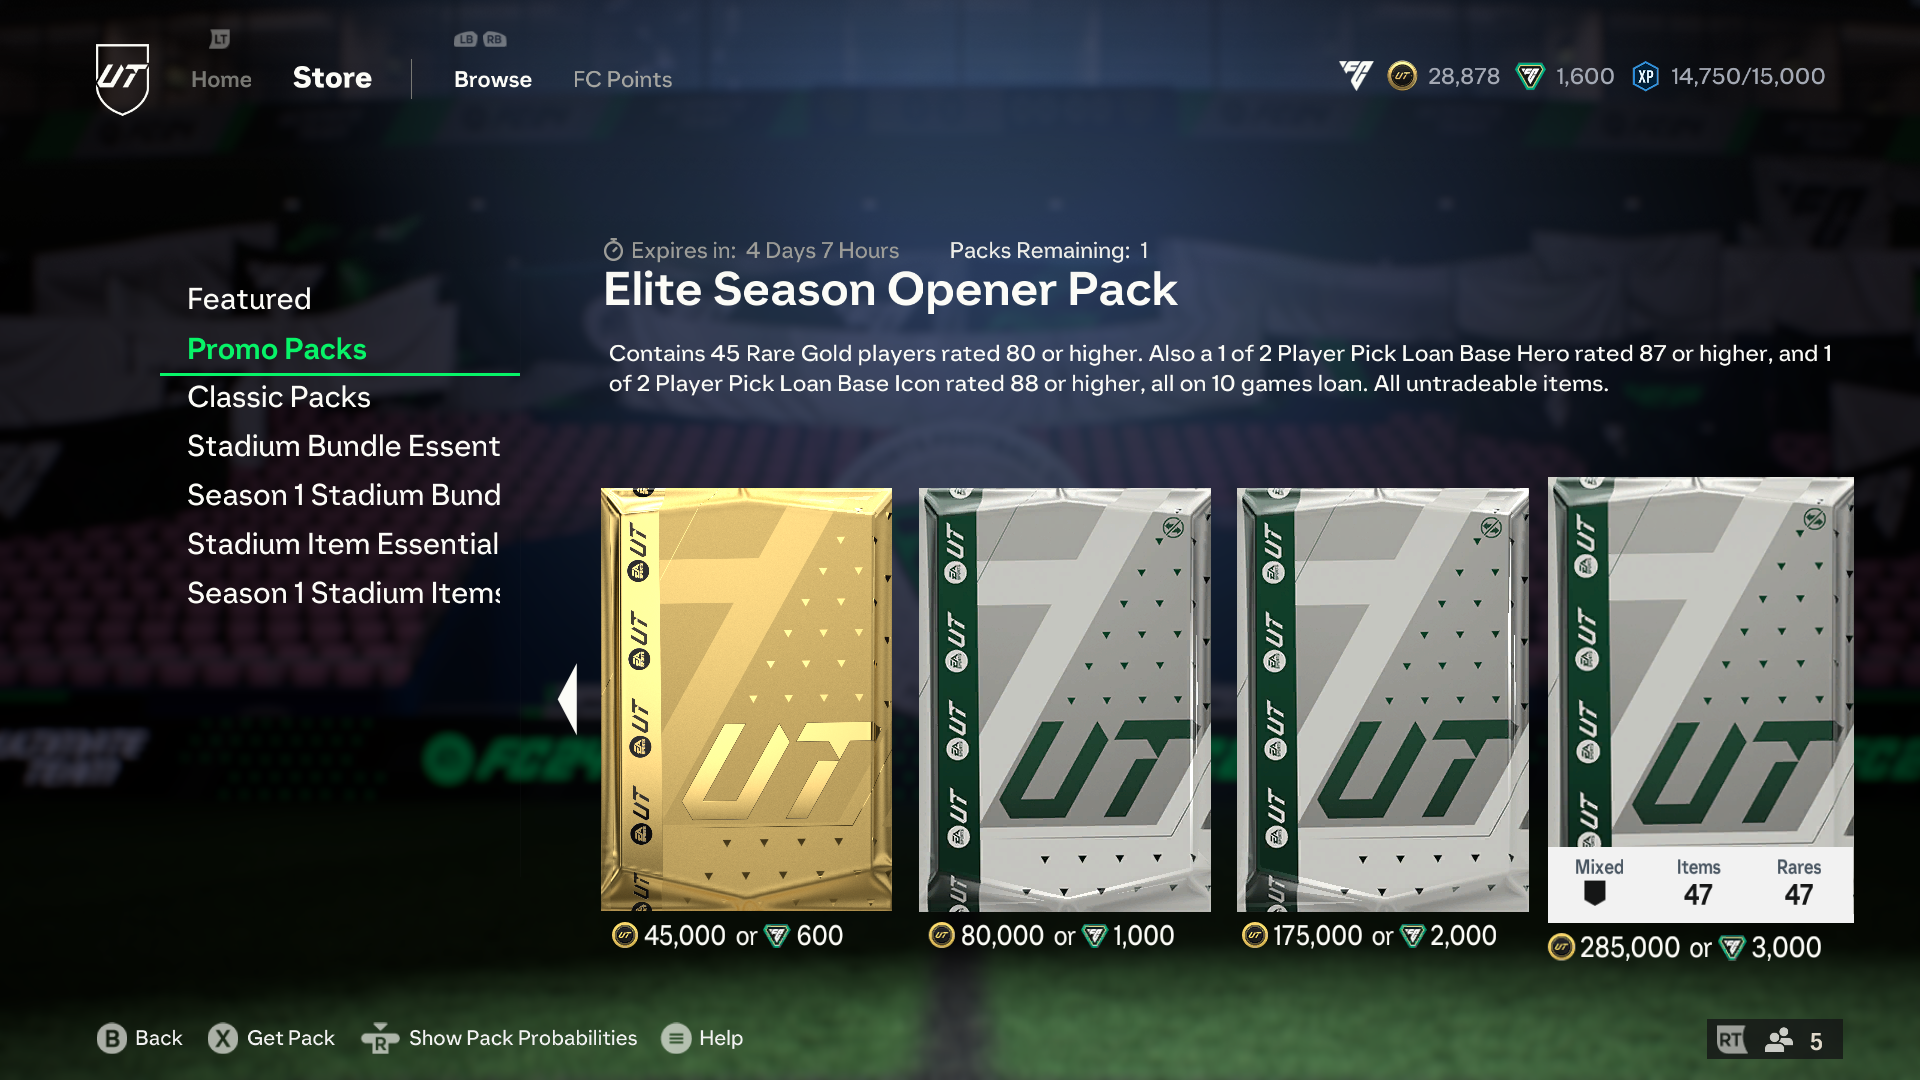 LT
LB RB
UT
Home
Store
Browse
FC Points
UT 28,878
1,600
XP 14,750/15,000
Expires in: 4 Days 7 Hours
Packs Remaining: 1
Elite Season Opener Pack
Contains 45 Rare Gold players rated 80 or higher. Also a 1 of 2 Player Pick Loan Base Hero rated 87 or higher, and 1
of 2 Player Pick Loan Base Icon rated 88 or higher, all on 10 games loan. All untradeable items.
Featured
Promo Packs
Classic Packs
Stadium Bundle Essent
Season 1 Stadium Bund
Stadium Item Essential
Season 1 Stadium Items
UT
UT
UT
UT
Mixed
Items
Rares
47
47
45,000 or 600
80,000 or 1,000
175,000 or 2,000
285,000 or 3,000
B Back
X Get Pack
R Show Pack Probabilities
Help
RT 5